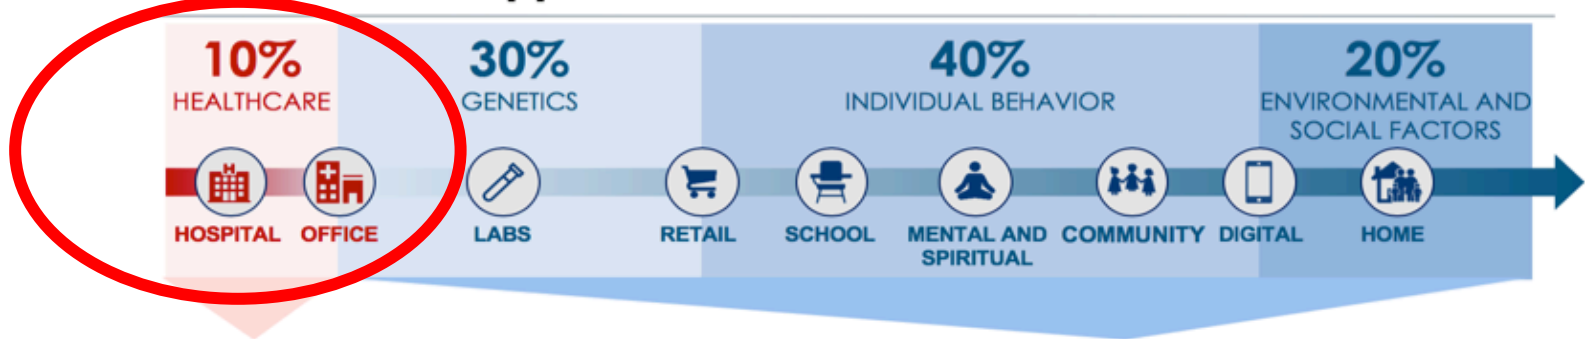 10%
HEALTHCARE
30%
GENETICS
40%
INDIVIDUAL BEHAVIOR
20%
ENVIRONMENTAL AND
SOCIAL FACTORS
H
HOSPITAL
OFFICE
LABS
RETAIL
SCHOOL
MENTAL AND
SPIRITUAL
COMMUNITY
DIGITAL
HOME